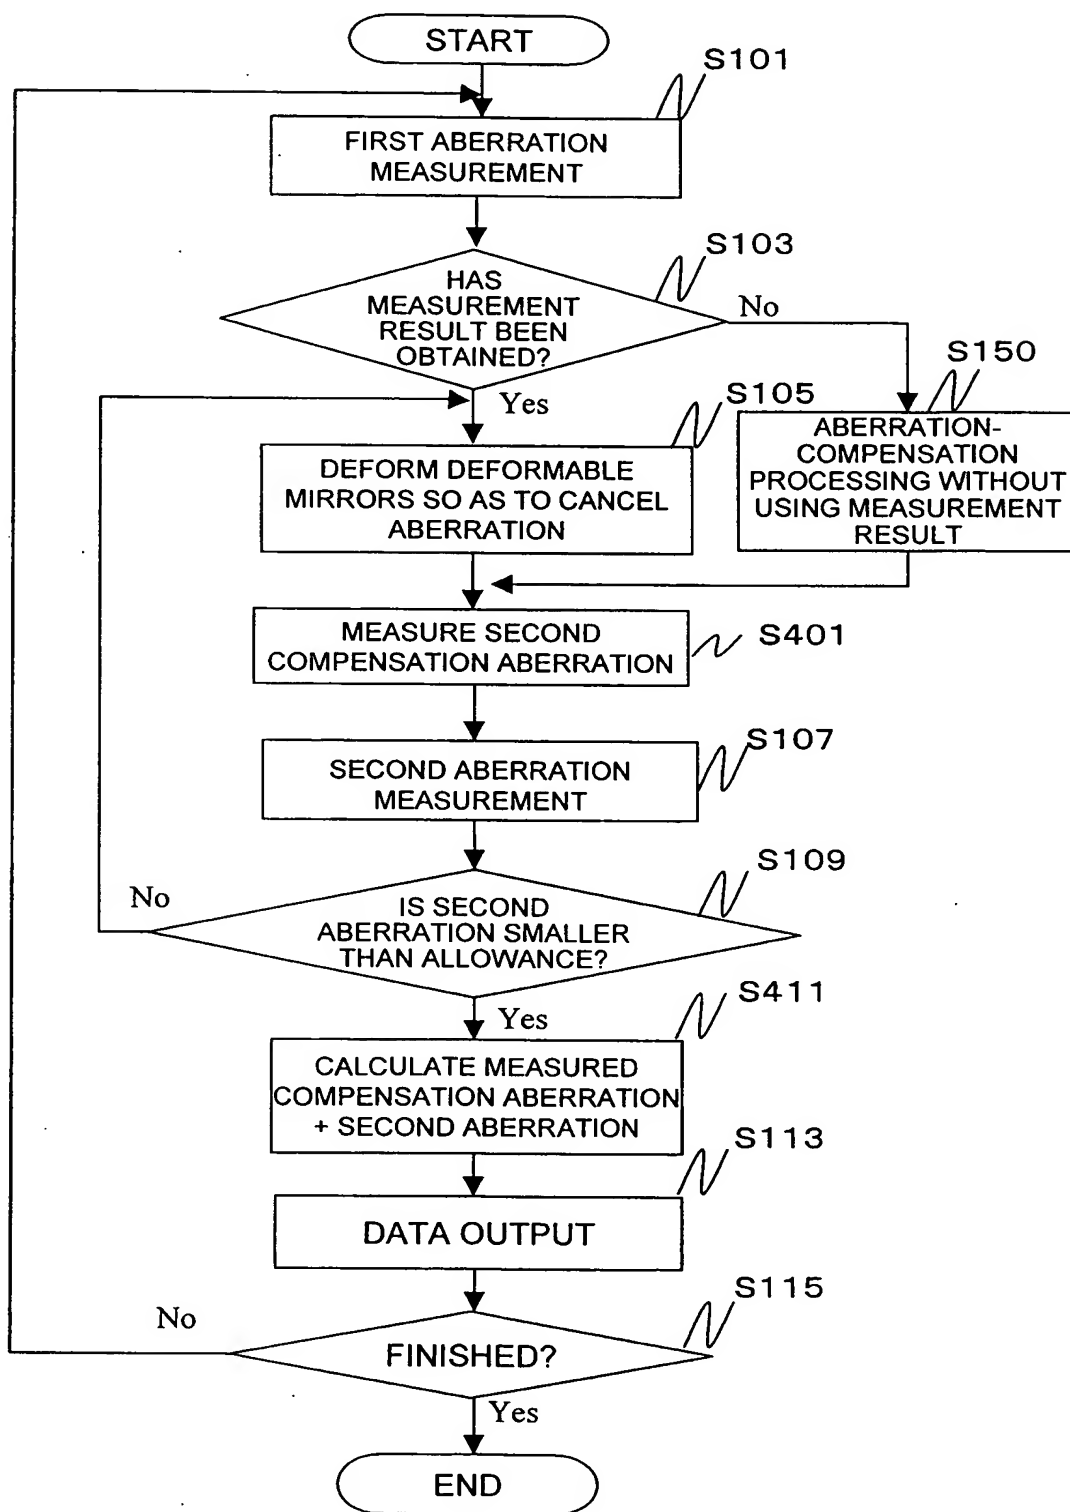 START
S101
FIRST ABERRATION
MEASUREMENT
S103
HAS
MEASUREMENT
RESULT BEEN
OBTAINED?
No
Yes
S150
ABERRATION-
COMPENSATION
PROCESSING WITHOUT
USING MEASUREMENT
RESULT
S105
DEFORM DEFORMABLE
MIRRORS SO AS TO CANCEL
ABERRATION
MEASURE SECOND
COMPENSATION ABERRATION
S401
S107
SECOND ABERRATION
MEASUREMENT
S109
No
IS SECOND
ABERRATION SMALLER
THAN ALLOWANCE?
Yes
S411
CALCULATE MEASURED
COMPENSATION ABERRATION
+ SECOND ABERRATION
S113
DATA OUTPUT
S115
No
FINISHED?
Yes
END